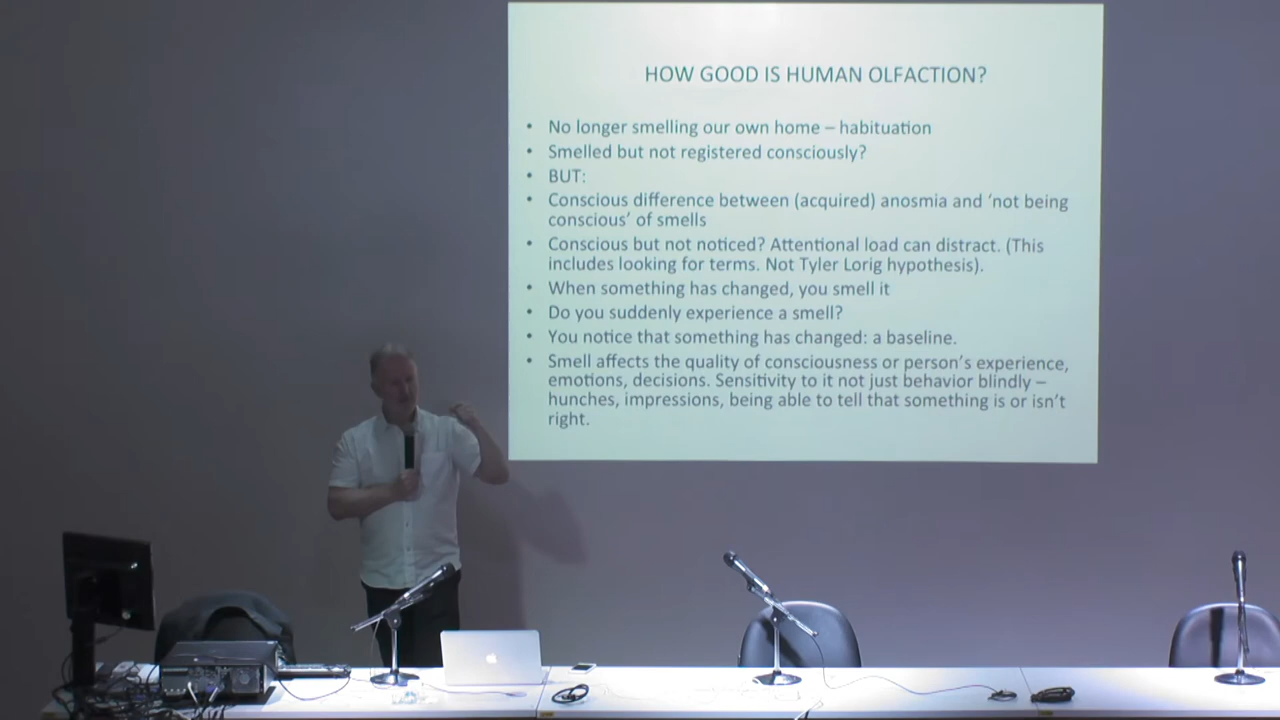 HOW GOOD IS HUMAN OLFACTION?
• No longer smelling our own home – habituation
• Smelled but not registered consciously?
• BUT:
• Conscious difference between (acquired) anosmia and ‘not being
conscious’ of smells
• Conscious but not noticed? Attentional load can distract. (This
includes looking for terms. Not Tyler Lorig hypothesis).
• When something has changed, you smell it
• Do you suddenly experience a smell?
• You notice that something has changed: a baseline.
• Smell affects the quality of consciousness or person’s experience,
emotions, decisions. Sensitivity to it not just behavior blindly –
hunches, impressions, being able to tell that something is or isn’t
right.